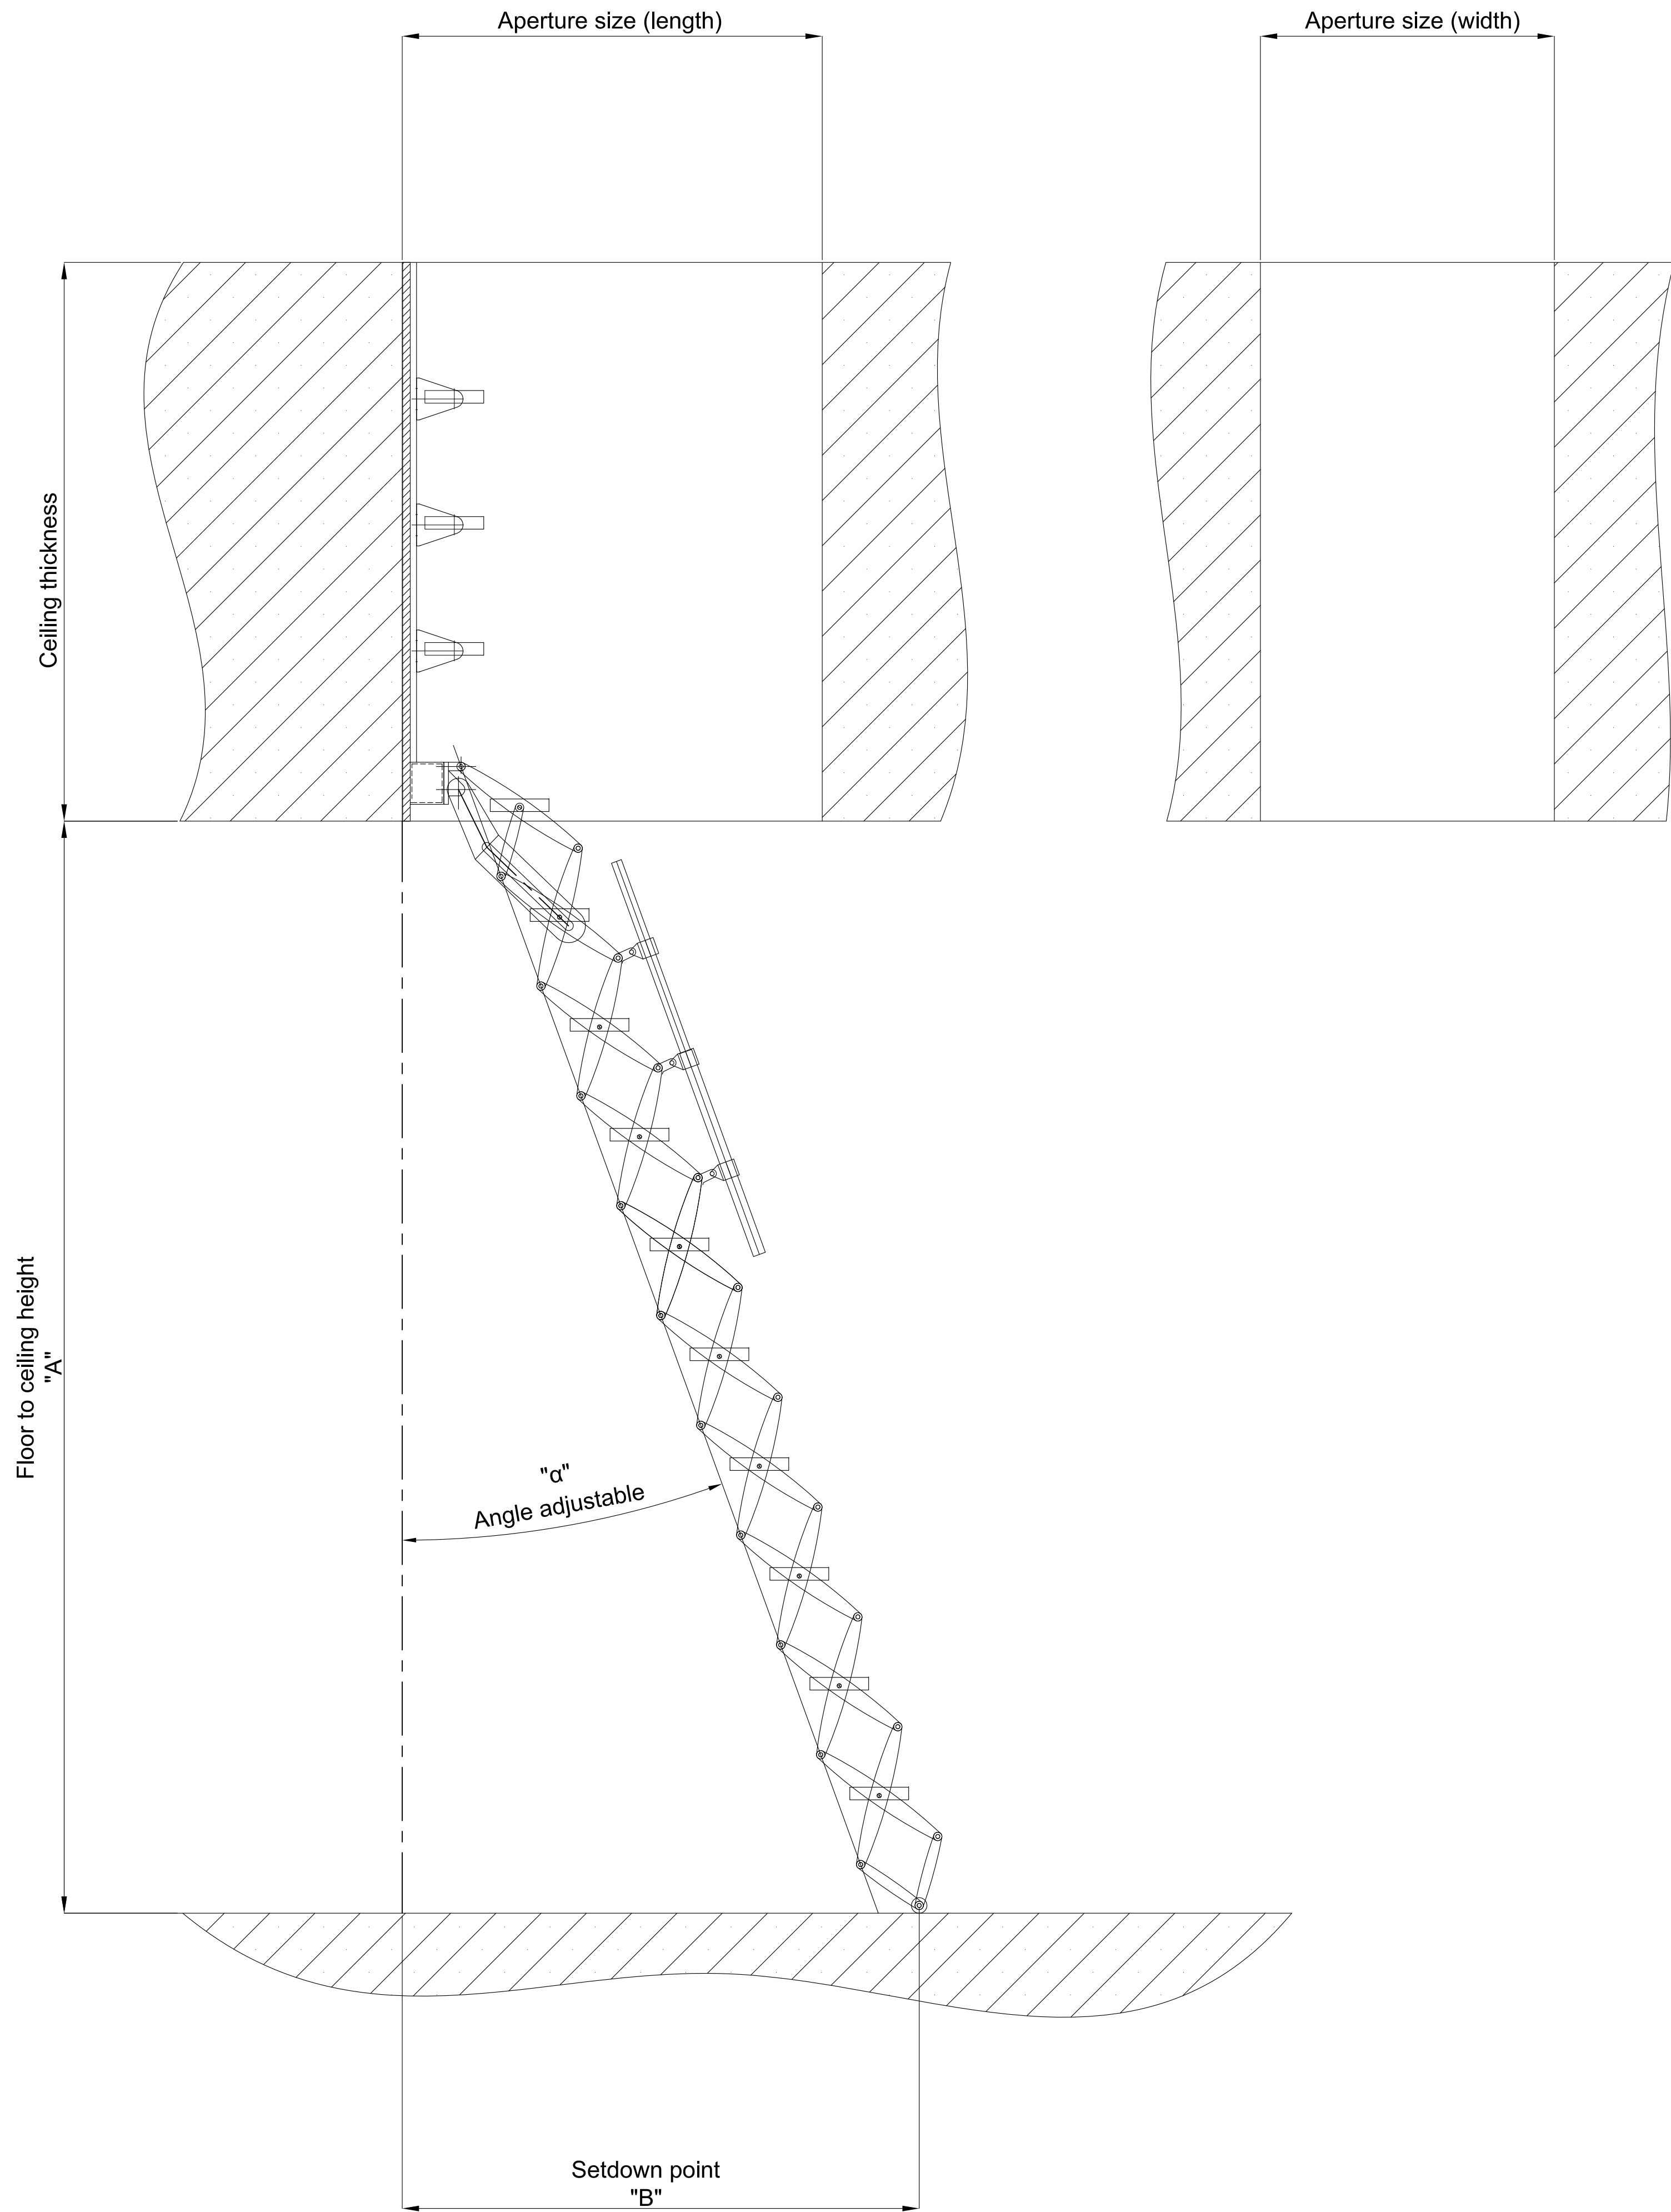 Aperture size (length)
Aperture size (width)
Ceiling thickness
Floor to ceiling height
"A"
"α"
Angle adjustable
Setdown point
"B"